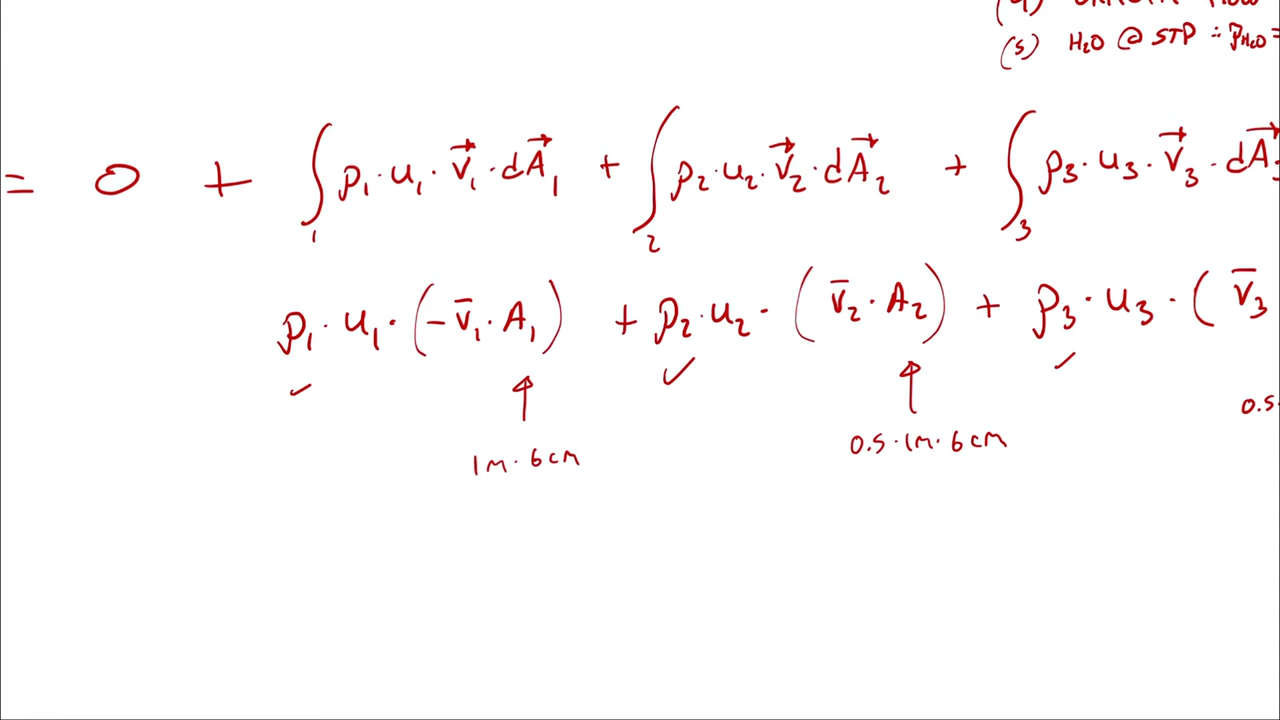 (5) H₂O @ STP ∴ ρH₂O =
= 0 + ∫₁ ρ₁·u₁·v⃗₁·dA⃗₁ + ∫₂ ρ₂·u₂·v⃗₂·dA⃗₂ + ∫₃ ρ₃·u₃·v⃗₃·dA⃗
ρ₁·u₁·(-v̄₁·A₁) + ρ₂·u₂·(v̄₂·A₂) + ρ₃·u₃·(v̄₃
✓ ↑ ✓ ↑ ✓ 0.5
1m·6cm 0.5·1m·6cm